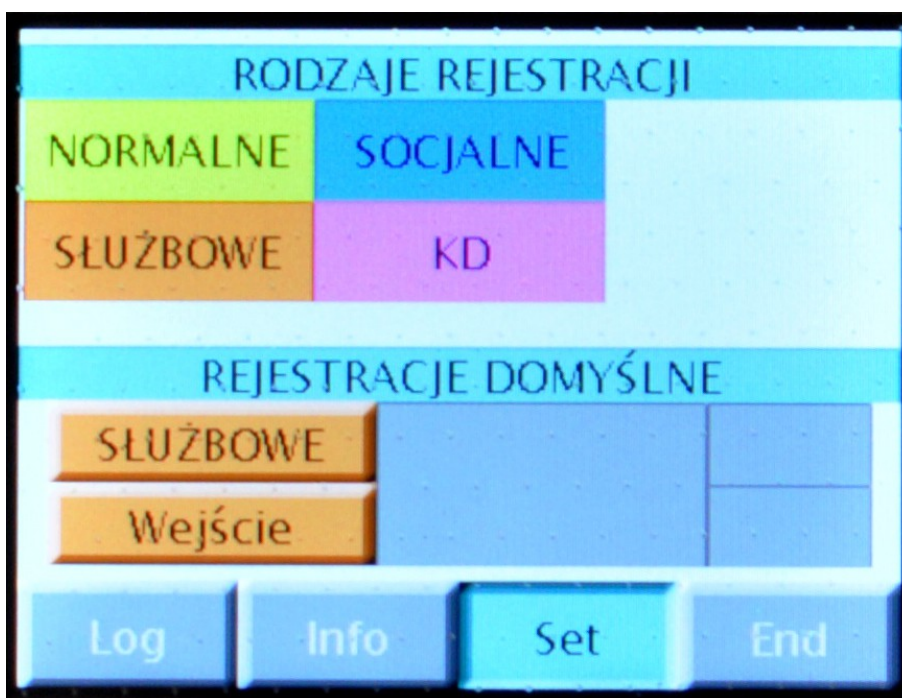 RODZAJE REJESTRACJI
NORMALNE SOCJALNE
SŁUŻBOWE KD
REJESTRACJE DOMYŚLNE
SŁUŻBOWE
Wejście
Log Info Set End